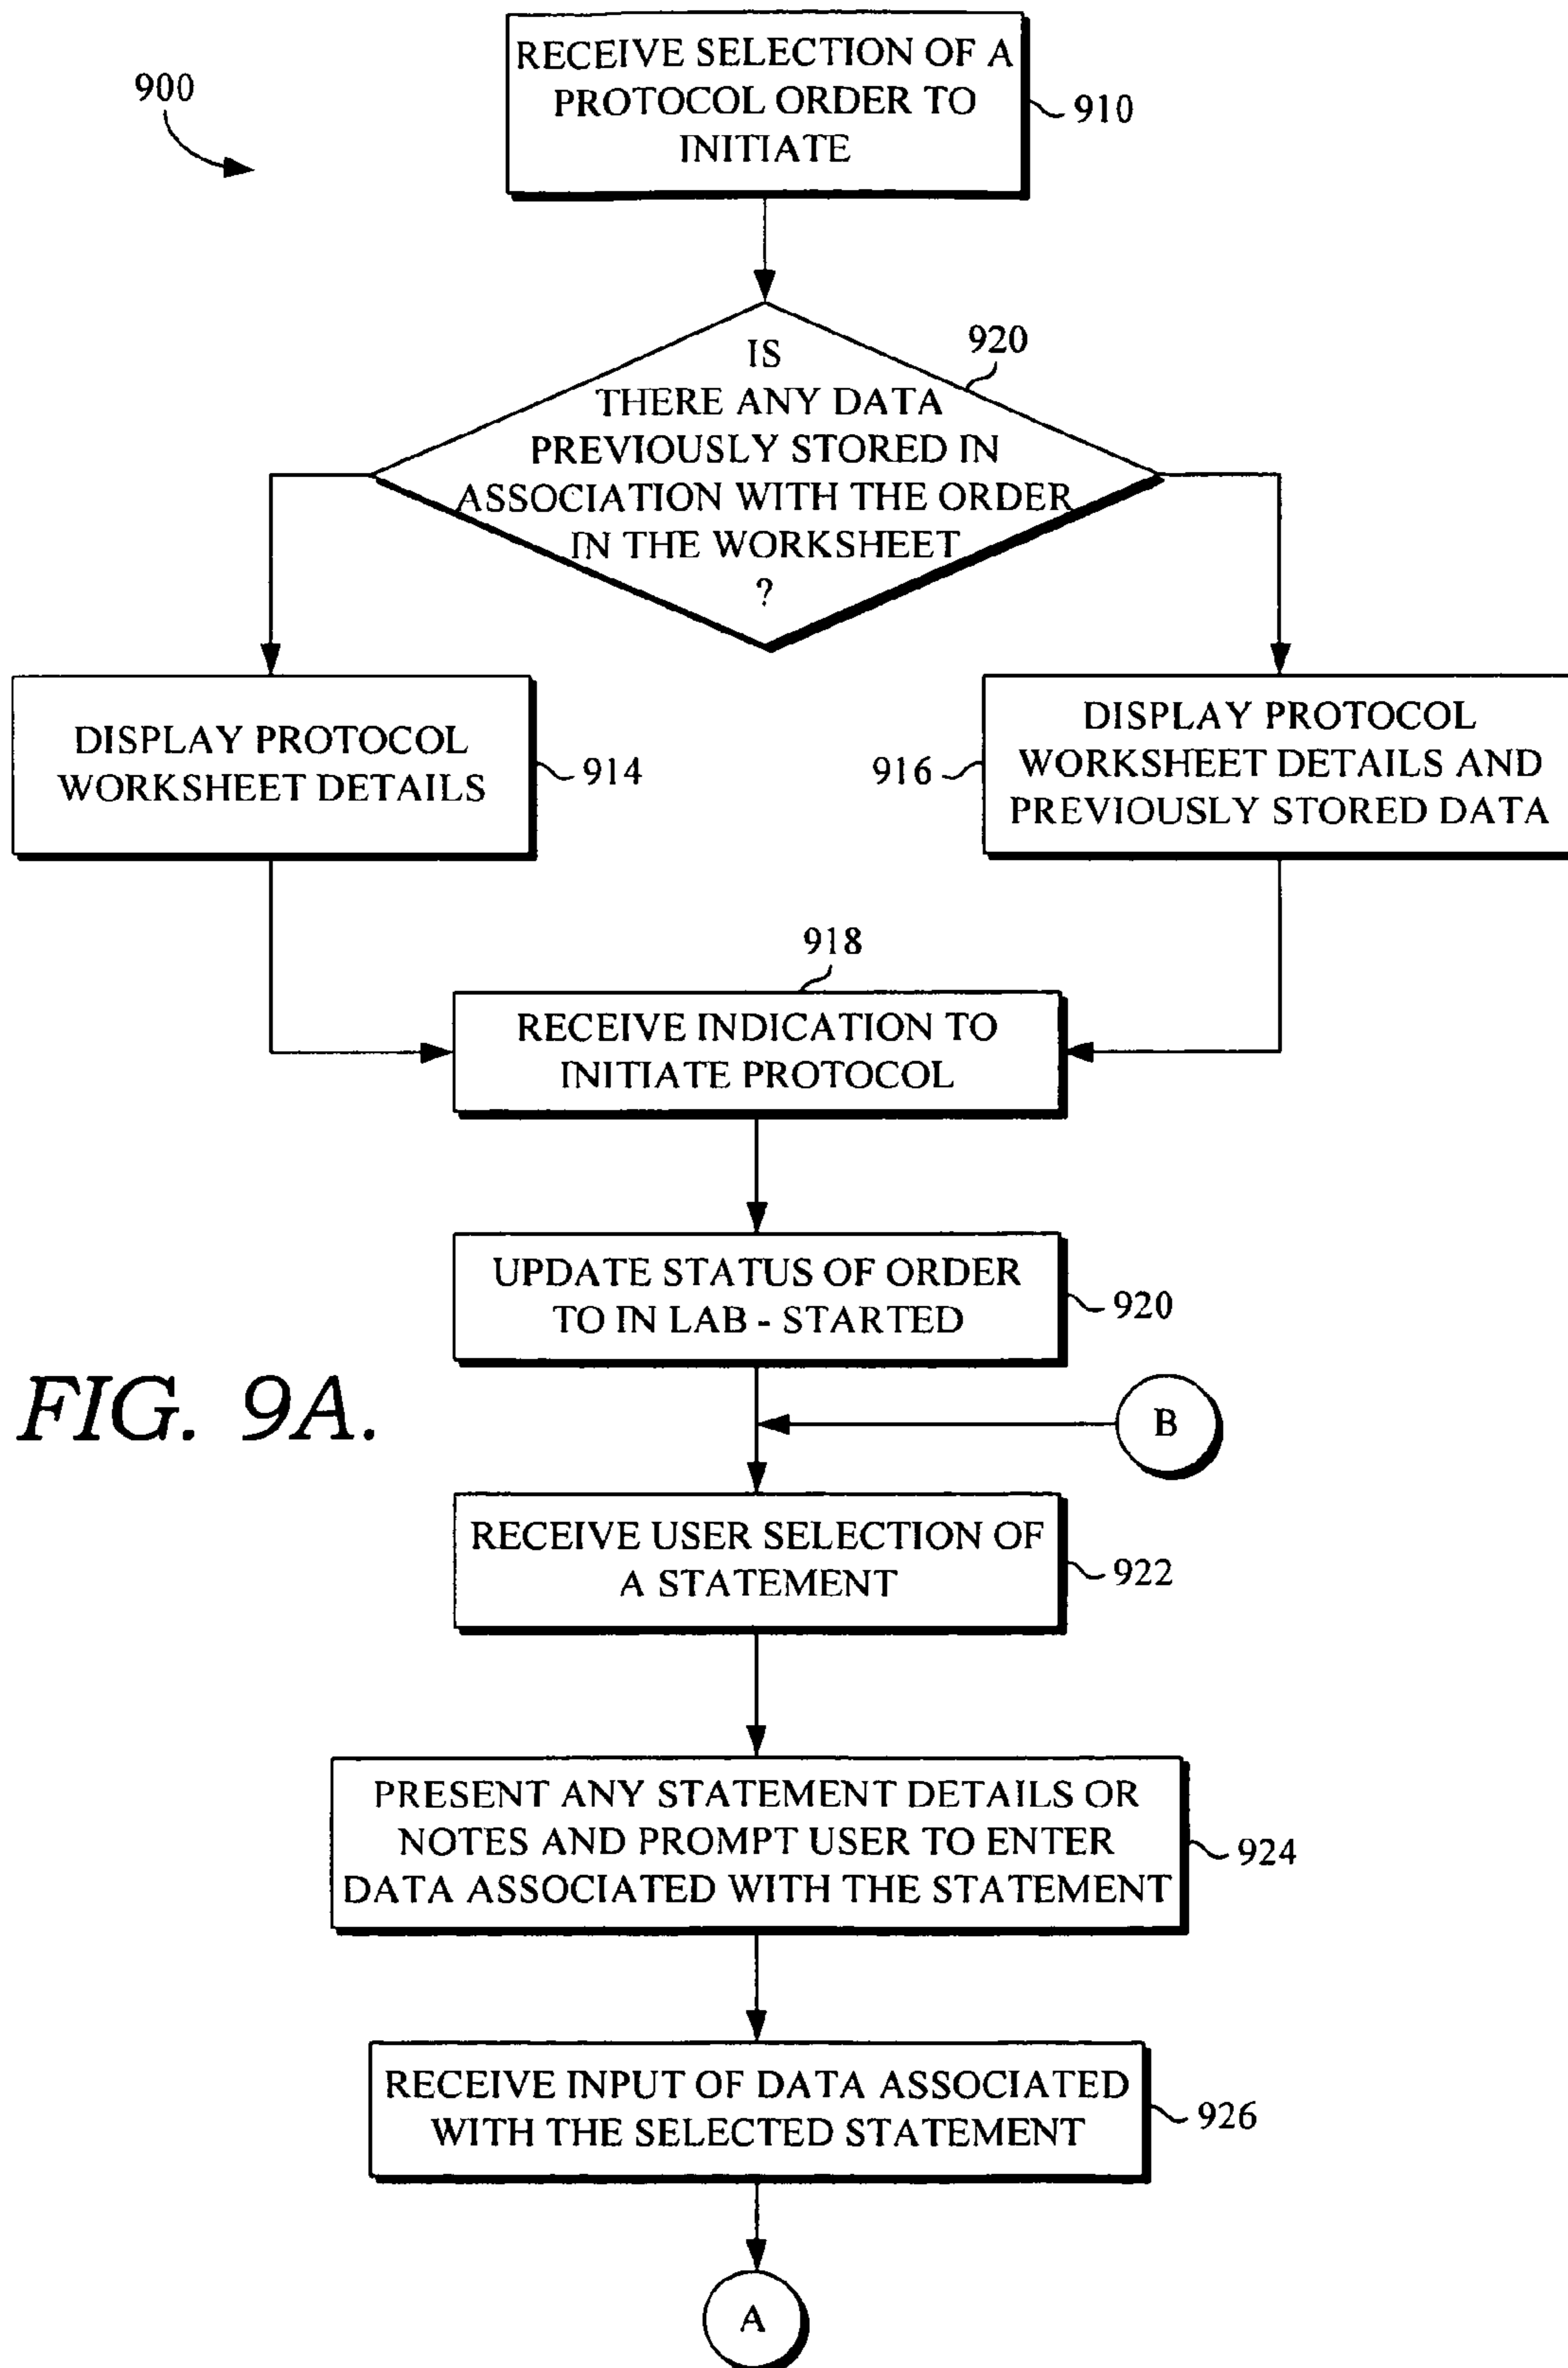 900
RECEIVE SELECTION OF A
PROTOCOL ORDER TO
INITIATE
910
920
IS
THERE ANY DATA
PREVIOUSLY STORED IN
ASSOCIATION WITH THE ORDER
IN THE WORKSHEET
?
DISPLAY PROTOCOL
WORKSHEET DETAILS
914
916
DISPLAY PROTOCOL
WORKSHEET DETAILS AND
PREVIOUSLY STORED DATA
918
RECEIVE INDICATION TO
INITIATE PROTOCOL
UPDATE STATUS OF ORDER
TO IN LAB - STARTED
920
FIG. 9A.
B
RECEIVE USER SELECTION OF
A STATEMENT
922
PRESENT ANY STATEMENT DETAILS OR
NOTES AND PROMPT USER TO ENTER
DATA ASSOCIATED WITH THE STATEMENT
924
RECEIVE INPUT OF DATA ASSOCIATED
WITH THE SELECTED STATEMENT
926
A